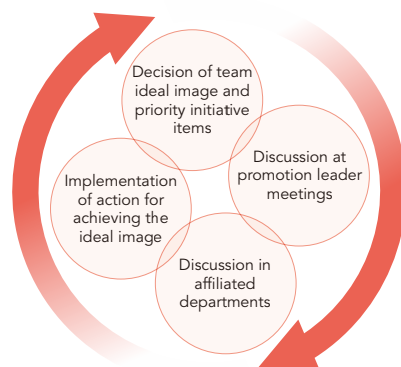 Decision of team
ideal image and
priority initiative
items
Discussion at
promotion leader
meetings
Discussion in
affiliated
departments
Implementation
of action for
achieving the
ideal image